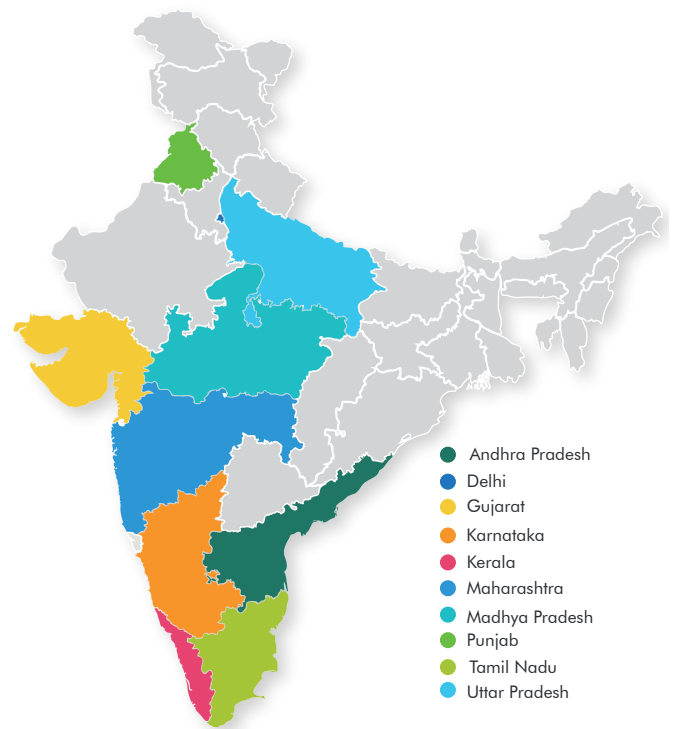 Andhra Pradesh
Delhi
Gujarat
Karnataka
Kerala
Maharashtra
Madhya Pradesh
Punjab
Tamil Nadu
Uttar Pradesh